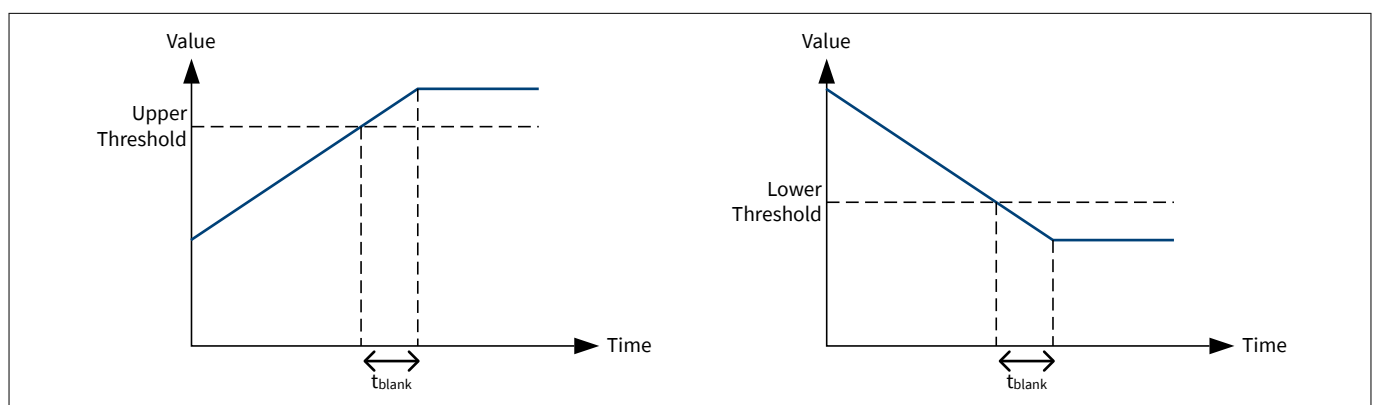 Value
Upper
Threshold
Time
tblank
Value
Lower
Threshold
Time
tblank